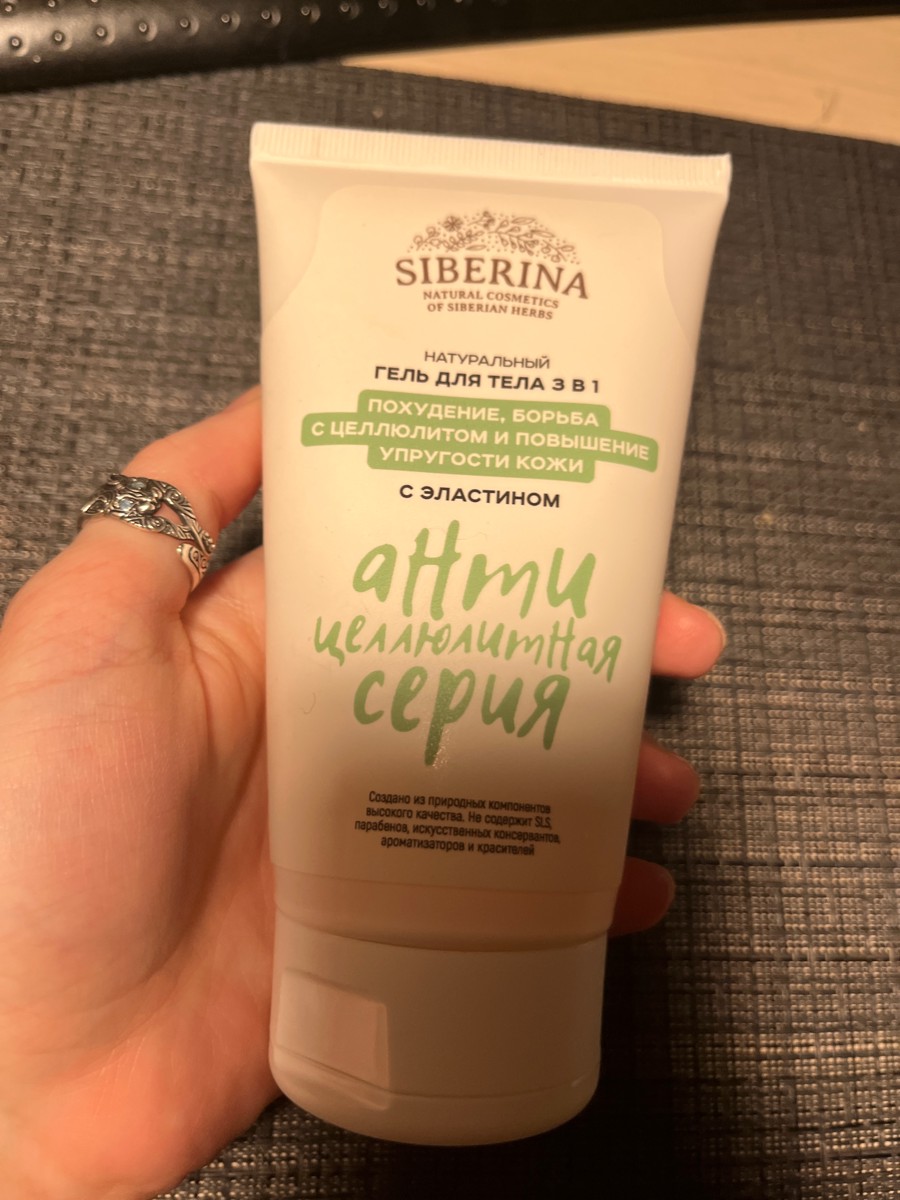 SIBERINA
NATURAL COSMETICS
OF SIBERIAN HERBS
НАТУРАЛЬНЫЙ
ГЕЛЬ ДЛЯ ТЕЛА 3 В 1
ПОХУДЕНИЕ, БОРЬБА
С ЦЕЛЛЮЛИТОМ И ПОВЫШЕНИЕ
УПРУГОСТИ КОЖИ
С ЭЛАСТИНОМ
анти
целлюлитная
серия
Создано из природных компонентов
высокого качества. Не содержит SLS,
парабенов, искусственных консервантов,
ароматизаторов и красителей